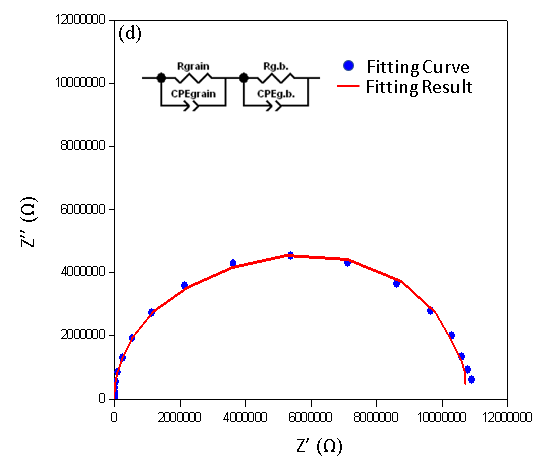 (d)
12000000
10000000
8000000
6000000
4000000
2000000
0
Z′′ (Ω)
Rgrain
Rg.b.
CPEgrain
CPEg.b.
Fitting Curve
Fitting Result
0
2000000
4000000
6000000
8000000
10000000
12000000
Z′ (Ω)